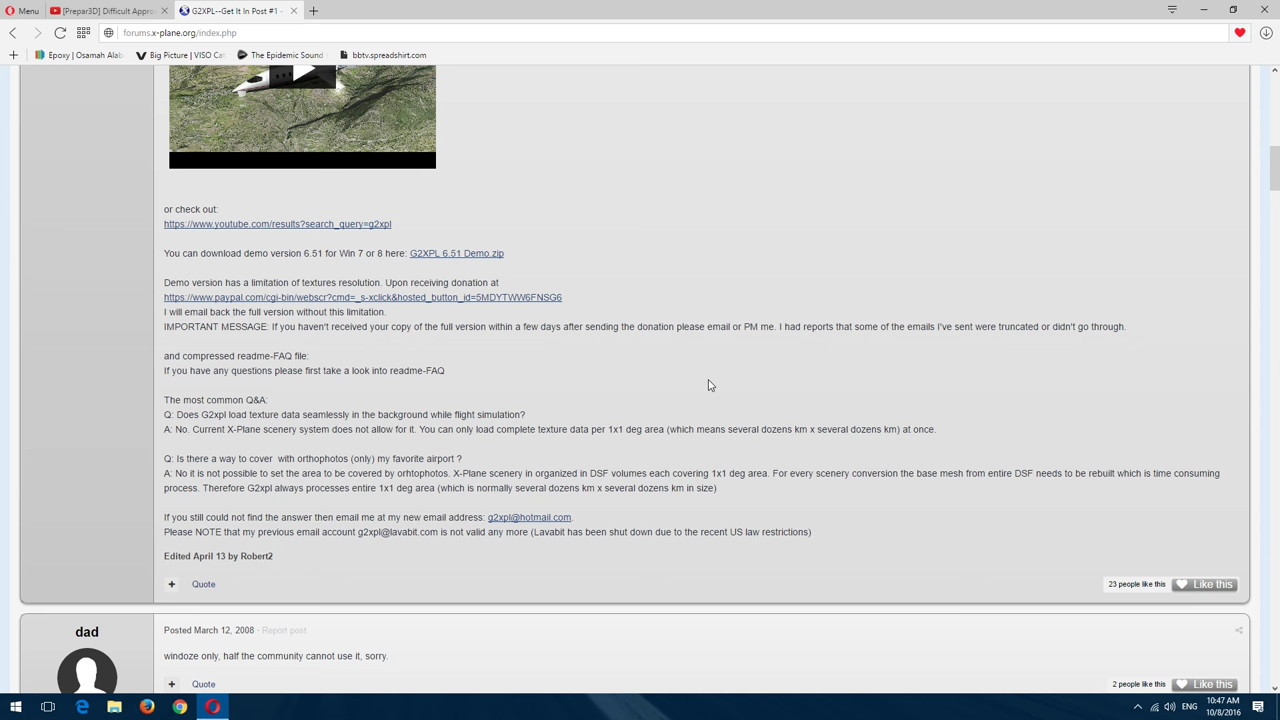 Menu
[Prepar3D] Difficult Appro
G2XPL--Get It In Post #1 -
forums.x-plane.org/index.php
Epoxy | Osamah Alab
Big Picture | VISO Cat
The Epidemic Sound
bbtv.spreadshirt.com
or check out:
https://www.youtube.com/results?search_query=g2xpl
You can download demo version 6.51 for Win 7 or 8 here: G2XPL 6.51 Demo.zip
Demo version has a limitation of textures resolution. Upon receiving donation at
https://www.paypal.com/cgi-bin/webscr?cmd=_s-xclick&hosted_button_id=5MDYTWW6FNSG6
I will email back the full version without this limitation.
IMPORTANT MESSAGE: If you haven't received your copy of the full version within a few days after sending the donation please email or PM me. I had reports that some of the emails I've sent were truncated or didn't go through.
and compressed readme-FAQ file:
If you have any questions please first take a look into readme-FAQ
The most common Q&A:
Q: Does G2xpl load texture data seamlessly in the background while flight simulation?
A: No. Current X-Plane scenery system does not allow for it. You can only load complete texture data per 1x1 deg area (which means several dozens km x several dozens km) at once.
Q: Is there a way to cover with orthophotos (only) my favorite airport ?
A: No it is not possible to set the area to be covered by orhtophotos. X-Plane scenery in organized in DSF volumes each covering 1x1 deg area. For every scenery conversion the base mesh from entire DSF needs to be rebuilt which is time consuming
process. Therefore G2xpl always processes entire 1x1 deg area (which is normally several dozens km x several dozens km in size)
If you still could not find the answer then email me at my new email address: g2xpl@hotmail.com.
Please NOTE that my previous email account g2xpl@lavabit.com is not valid any more (Lavabit has been shut down due to the recent US law restrictions)
Edited April 13 by Robert2
Quote
23 people like this
Like this
dad
Posted March 12, 2008 - Report post
windoze only, half the community cannot use it, sorry.
Quote
2 people like this
Like this
ENG
10:47 AM
10/8/2016